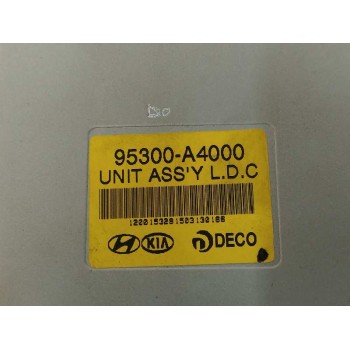 95300-A4000
UNIT ASS'Y L.D.C
KIA DECO